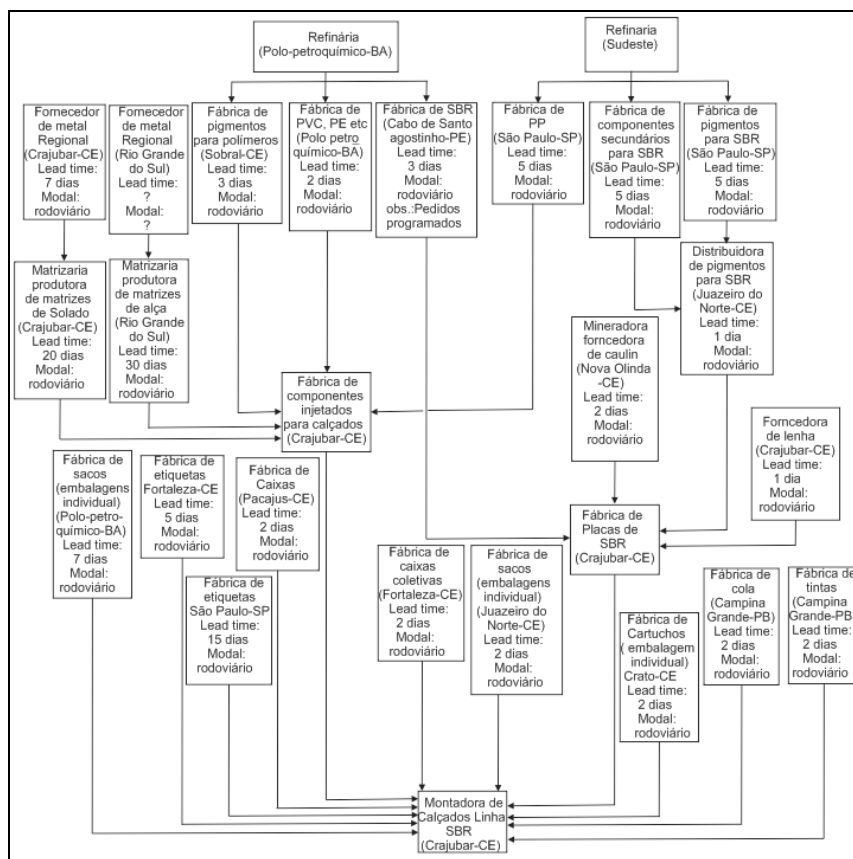 Refinária
(Polo-petroquímico-BA)
Refinaria
(Sudeste)
Fornecedor
de metal
Regional
(Crajubar-CE)
Lead time:
7 dias
Modal:
rodoviário
Fornecedor
de metal
Regional
(Rio Grande
do Sul)
Lead time:
?
Modal:
?
Fábrica de
pigmentos
para polímeros
(Sobral-CE)
Lead time:
3 dias
Modal:
rodoviário
Fábrica de
PVC, PE etc
(Polo petro
químico-BA)
Lead time:
2 dias
Modal:
rodoviário
Fábrica de SBR
(Cabo de Santo
agostinho-PE)
Lead time:
3 dias
Modal:
rodoviário
obs.:Pedidos
programados
Fábrica de
PP
(São Paulo-SP)
Lead time:
5 dias
Modal:
rodoviário
Fábrica de
componentes
secundários
para SBR
(São Paulo-SP)
Lead time:
5 dias
Modal:
rodoviário
Fábrica de
pigmentos
para SBR
(São Paulo-SP)
Lead time:
5 dias
Modal:
rodoviário
Matrizaria
produtora
de matrizes
de Solado
(Crajubar-CE)
Lead time:
20 dias
Modal:
rodoviário
Matrizaria
produtora
de matrizes
de alça
(Rio Grande
do Sul)
Lead time:
30 dias
Modal:
rodoviário
Distribuidora
de pigmentos
para SBR
(Juazeiro do
Norte-CE)
Lead time:
1 dia
Modal:
rodoviário
Mineradora
forncedora
de caulin
(Nova Olinda
-CE)
Lead time:
2 dias
Modal:
rodoviário
Fábrica de
componentes
injetados
para calçados
(Crajubar-CE)
Forncedora
de lenha
(Crajubar-CE)
Lead time:
1 dia
Modal:
rodoviário
Fábrica de
sacos
(embalagens
individual)
(Polo-petro-
químico-BA)
Lead time:
7 dias
Modal:
rodoviário
Fábrica de
etiquetas
Fortaleza-CE
Lead time:
5 dias
Modal:
rodoviário
Fábrica de
Caixas
(Pacajus-CE)
Lead time:
2 dias
Modal:
rodoviário
Fábrica de
Placas de
SBR
(Crajubar-CE)
Fábrica de
etiquetas
São Paulo-SP
Lead time:
15 dias
Modal:
rodoviário
Fábrica de
caixas
coletivas
(Fortaleza-CE)
Lead time:
2 dias
Modal:
rodoviário
Fábrica de
sacos
(embalagens
individual)
(Juazeiro do
Norte-CE)
Lead time:
2 dias
Modal:
rodoviário
Fábrica de
Cartuchos
( embalagem
individual)
Crato-CE
Lead time:
2 dias
Modal:
rodoviário
Fábrica de
cola
(Campina
Grande-PB)
Lead time:
2 dias
Modal:
rodoviário
Fábrica de
tintas
(Campina
Grande-PB)
Lead time:
2 dias
Modal:
rodoviário
Montadora de
Calçados Linha
SBR
(Crajubar-CE)